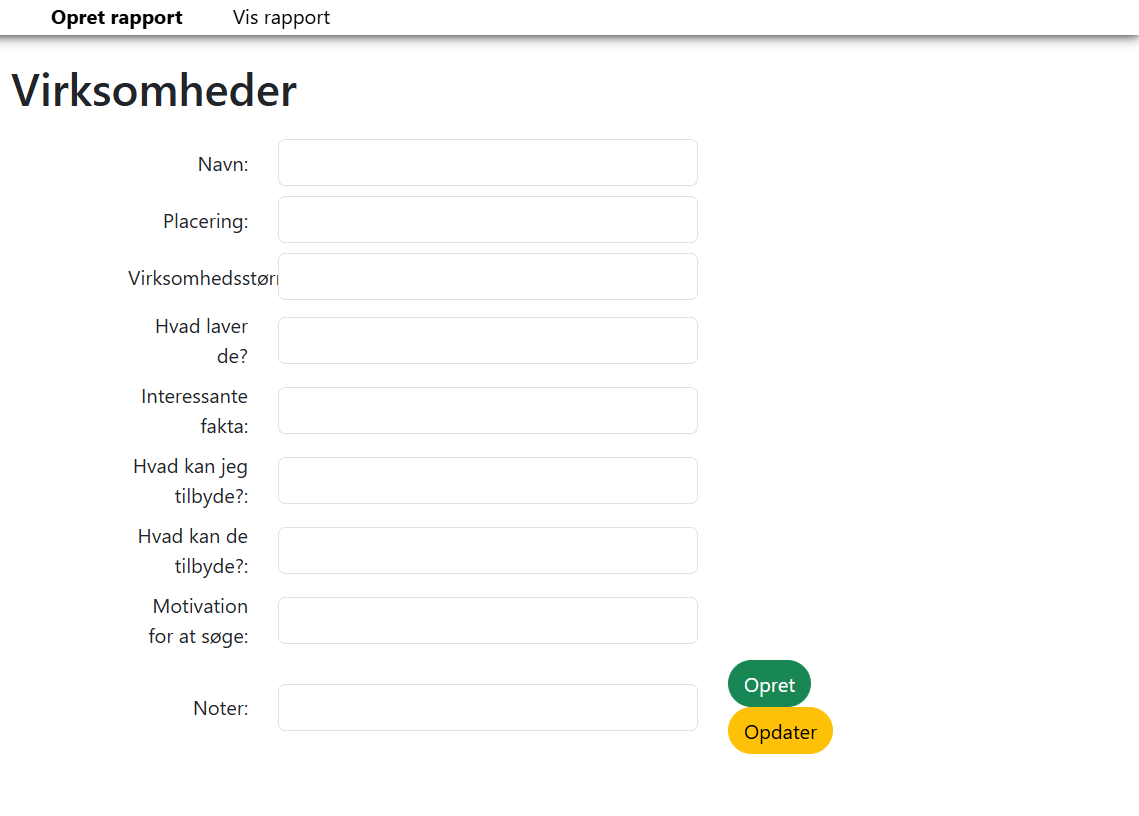 Opret rapport Vis rapport
Virksomheder
Navn:
Placering:
Virksomhedsstør
Hvad laver
de?
Interessante
fakta:
Hvad kan jeg
tilbyde?:
Hvad kan de
tilbyde?:
Motivation
for at søge:
Opret
Noter:
Opdater